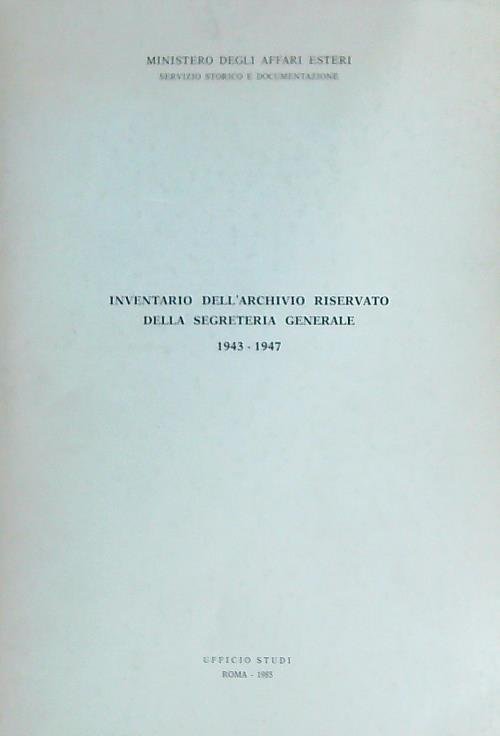 MINISTERO DEGLI AFFARI ESTERI
SERVIZIO STORICO E DOCUMENTAZIONE
INVENTARIO DELL'ARCHIVIO RISERVATO
DELLA SEGRETERIA GENERALE
1943 - 1947
UFFICIO STUDI
ROMA - 1985